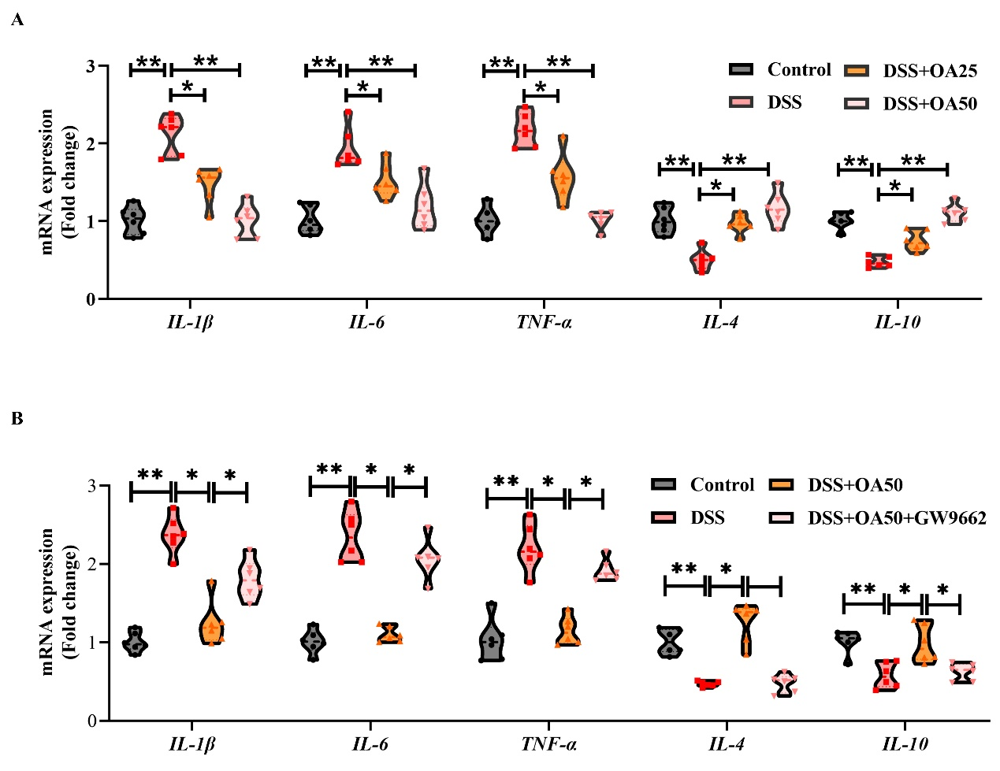 A
** ** ** ** ** **
* * *
3
2
1
0
mRNA expression
(Fold change)
Control DSS+OA25
DSS DSS+OA50
** ** ** **
* *
IL-1β IL-6 TNF-α IL-4 IL-10
B
** * * ** * * ** * *
3
2
1
0
mRNA expression
(Fold change)
Control DSS+OA50
DSS DSS+OA50+GW9662
** * ** * *
IL-1β IL-6 TNF-α IL-4 IL-10